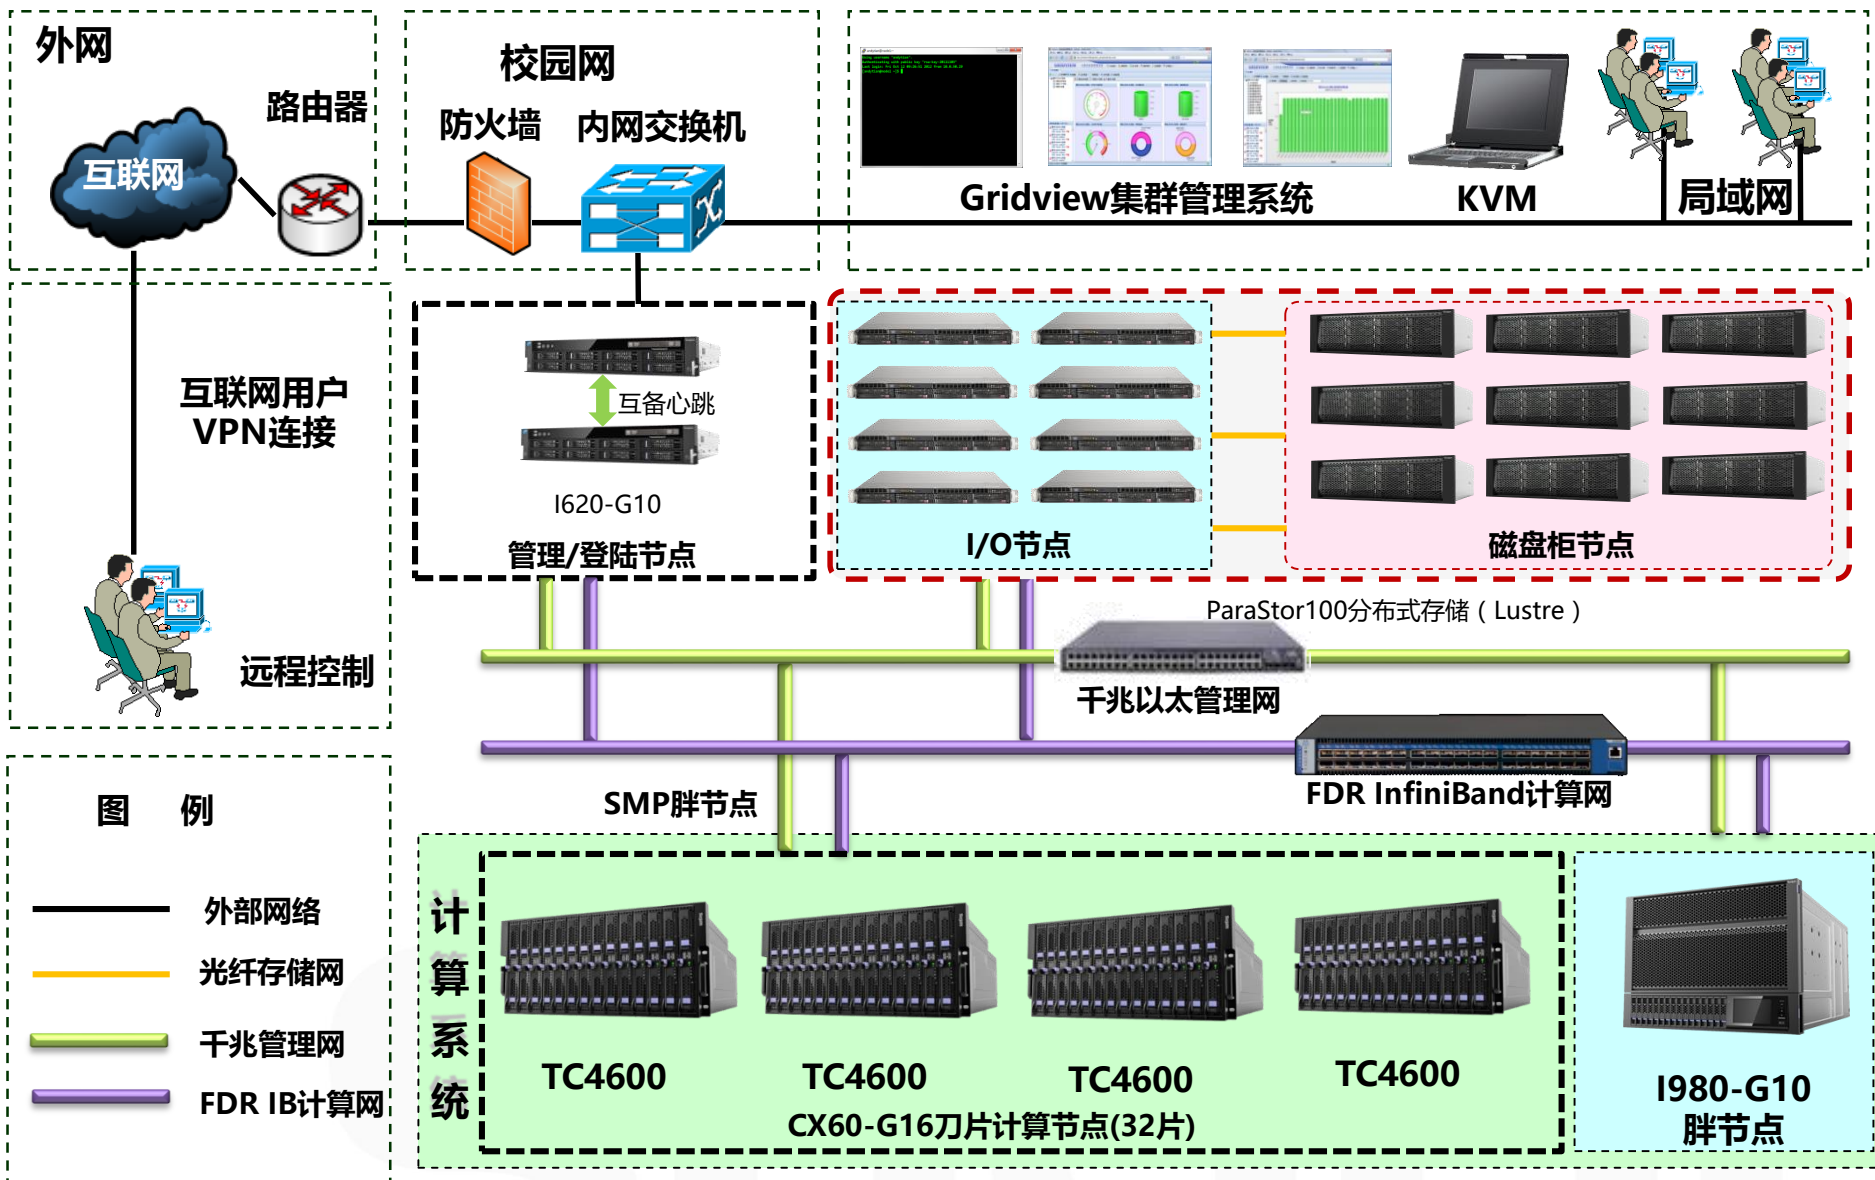 外网
校园网
路由器
防火墙
内网交换机
互联网
Gridview集群管理系统
KVM
局域网
互联网用户
VPN连接
互备心跳
I620-G10
管理/登陆节点
I/O节点
磁盘柜节点
ParaStor100分布式存储（Lustre）
远程控制
千兆以太管理网
SMP胖节点
FDR InfiniBand计算网
图 例
外部网络
光纤存储网
千兆管理网
FDR IB计算网
计
算
系
统
TC4600
TC4600
TC4600
TC4600
CX60-G16刀片计算节点(32片)
I980-G10
胖节点